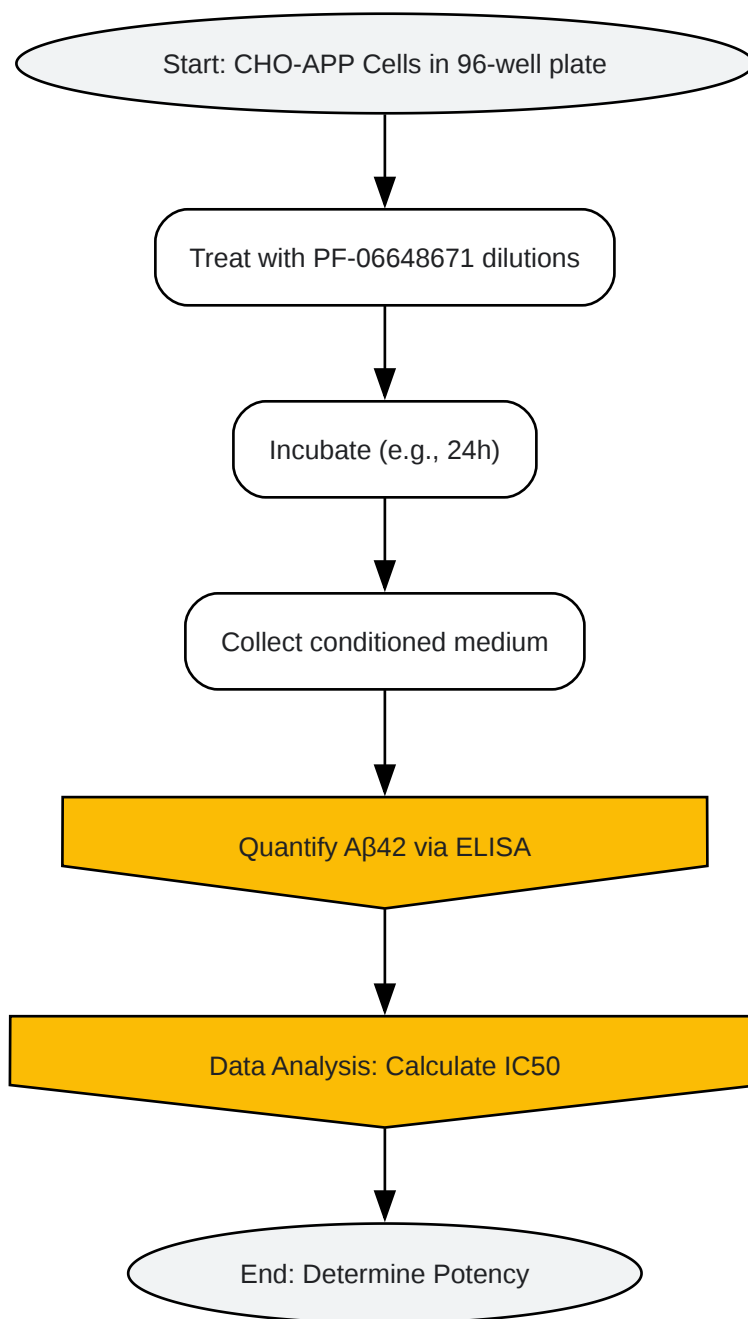 Start: CHO-APP Cells in 96-well plate
Treat with PF-06648671 dilutions
Incubate (e.g., 24h)
Collect conditioned medium
Quantify Aβ42 via ELISA
Data Analysis: Calculate IC50
End: Determine Potency